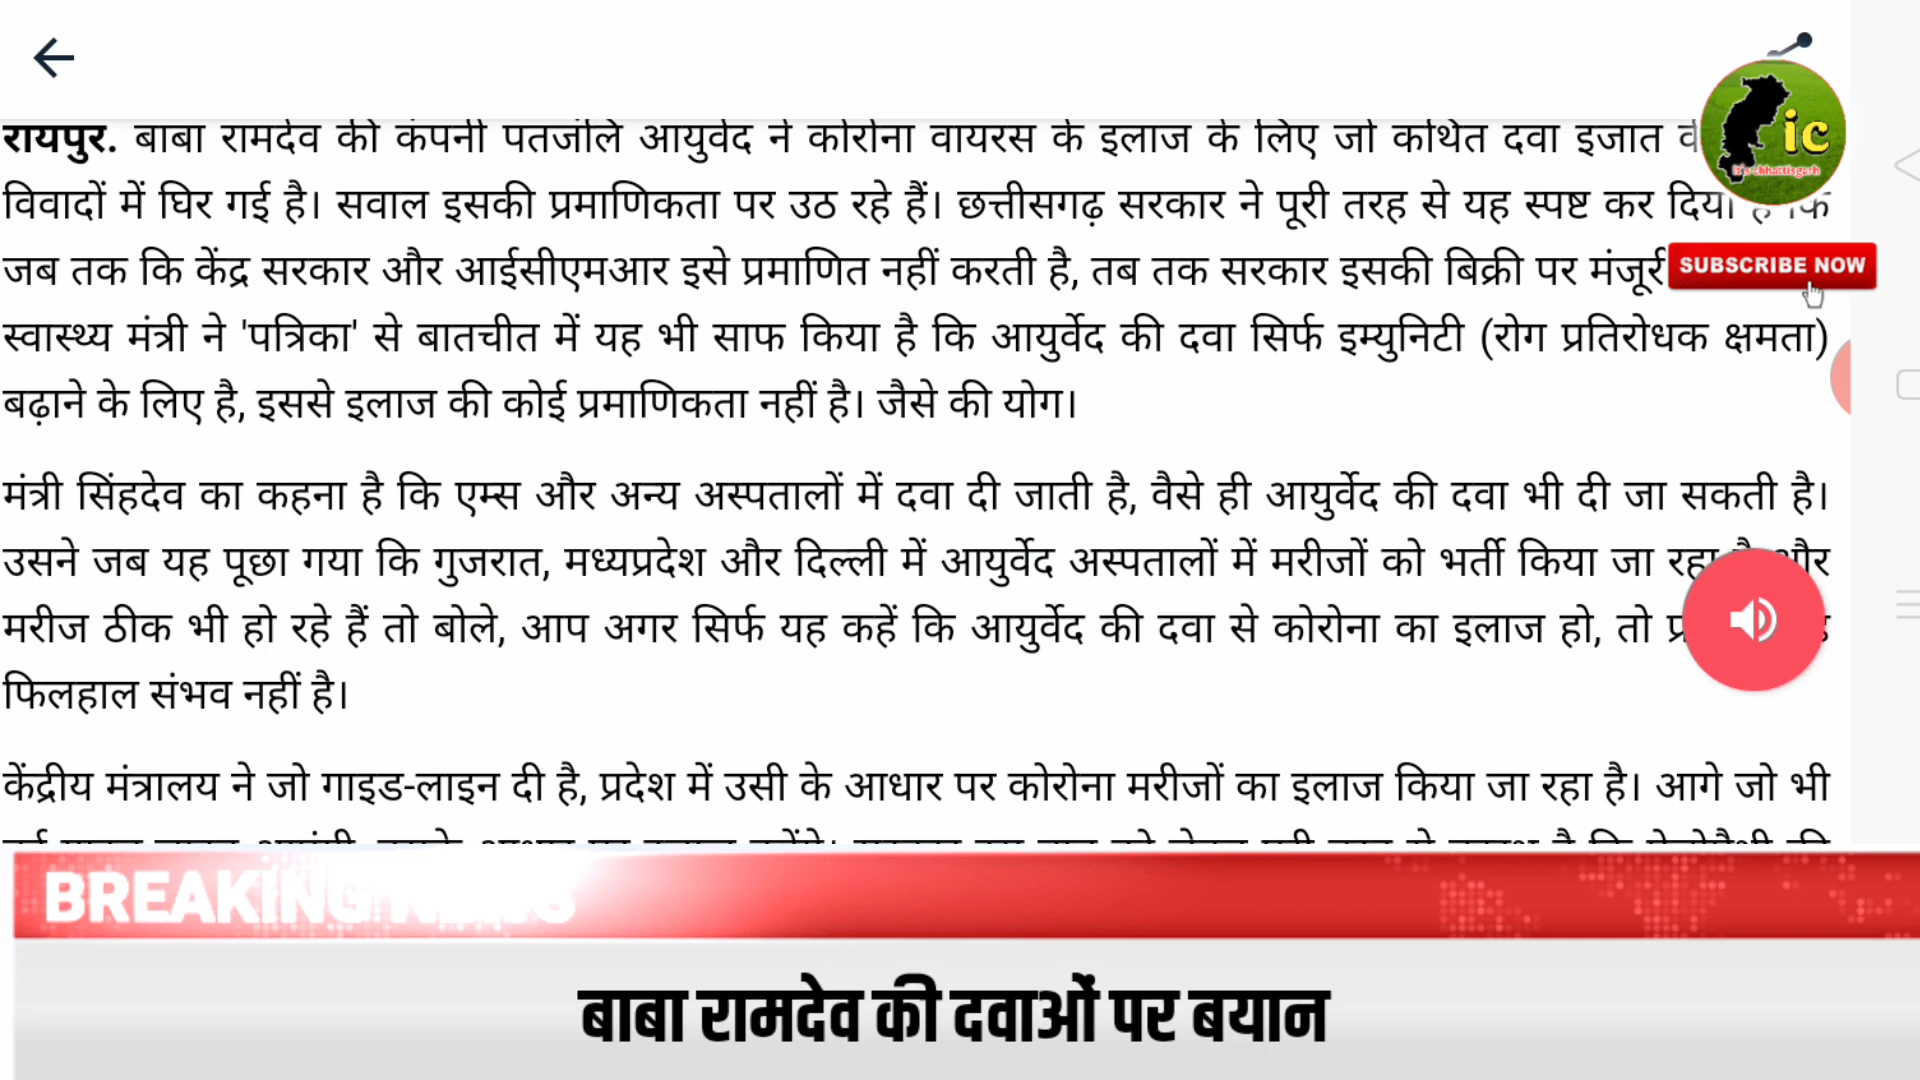 रायपुर. बाबा रामदेव की कंपनी पतंजलि आयुर्वेद ने कोरोना वायरस के इलाज के लिए जो कथित दवा इजात
विवादों में घिर गई है। सवाल इसकी प्रमाणिकता पर उठ रहे हैं। छत्तीसगढ़ सरकार ने पूरी तरह से यह स्पष्ट कर दिया है कि
जब तक कि केंद्र सरकार और आईसीएमआर इसे प्रमाणित नहीं करती है, तब तक सरकार इसकी बिक्री पर मंजूरी
स्वास्थ्य मंत्री ने 'पत्रिका' से बातचीत में यह भी साफ किया है कि आयुर्वेद की दवा सिर्फ इम्युनिटी (रोग प्रतिरोधक क्षमता)
बढ़ाने के लिए है, इससे इलाज की कोई प्रमाणिकता नहीं है। जैसे की योग।
मंत्री सिंहदेव का कहना है कि एम्स और अन्य अस्पतालों में दवा दी जाती है, वैसे ही आयुर्वेद की दवा भी दी जा सकती है।
उसने जब यह पूछा गया कि गुजरात, मध्यप्रदेश और दिल्ली में आयुर्वेद अस्पतालों में मरीजों को भर्ती किया जा रहा है और
मरीज ठीक भी हो रहे हैं तो बोले, आप अगर सिर्फ यह कहें कि आयुर्वेद की दवा से कोरोना का इलाज हो, तो
फिलहाल संभव नहीं है।
केंद्रीय मंत्रालय ने जो गाइड-लाइन दी है, प्रदेश में उसी के आधार पर कोरोना मरीजों का इलाज किया जा रहा है। आगे जो भी
ic
It's chhattisgarh
SUBSCRIBE NOW
BREAKING NEWS
बाबा रामदेव की दवाओं पर बयान